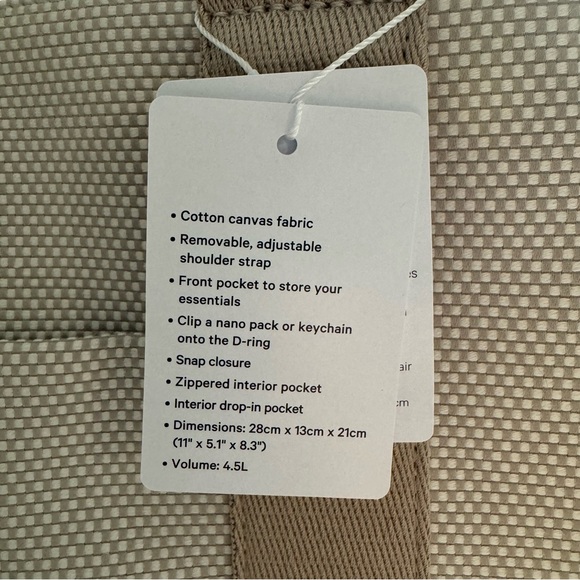 • Cotton canvas fabric
• Removable, adjustable
shoulder strap
• Front pocket to store your
essentials
• Clip a nano pack or keychain
onto the D-ring
• Snap closure
• Zippered interior pocket
• Interior drop-in pocket
• Dimensions: 28cm x 13cm x 21cm
(11" x 5.1" x 8.3")
• Volume: 4.5L